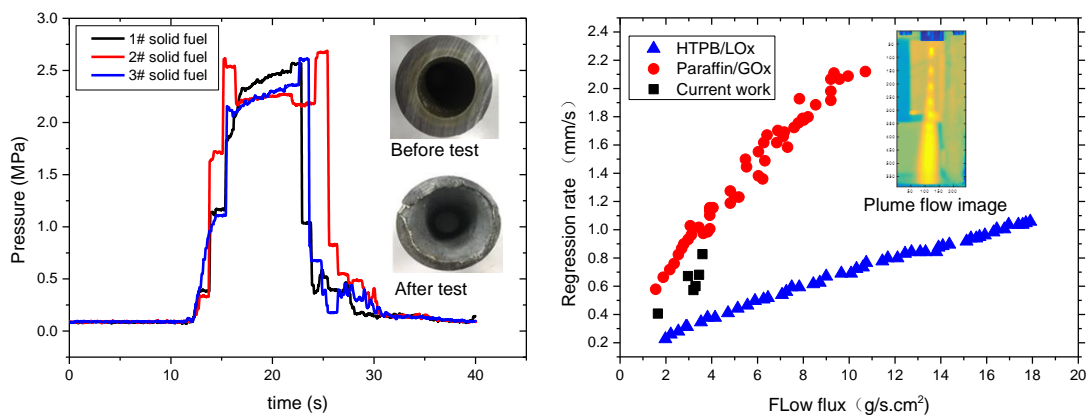 3.0
2.5
2.0
1.5
1.0
0.5
0.0
Pressure (MPa)
1# solid fuel
2# solid fuel
3# solid fuel
Before test
After test
0 10 20 30 40
time (s)
2.4
2.2
2.0
1.8
1.6
1.4
1.2
1.0
0.8
0.6
0.4
0.2
Regression rate（mm/s）
HTPB/LOx
Paraffin/GOx
Current work
Plume flow image
0 2 4 6 8 10 12 14 16 18 20
FLow flux（g/s.cm²）